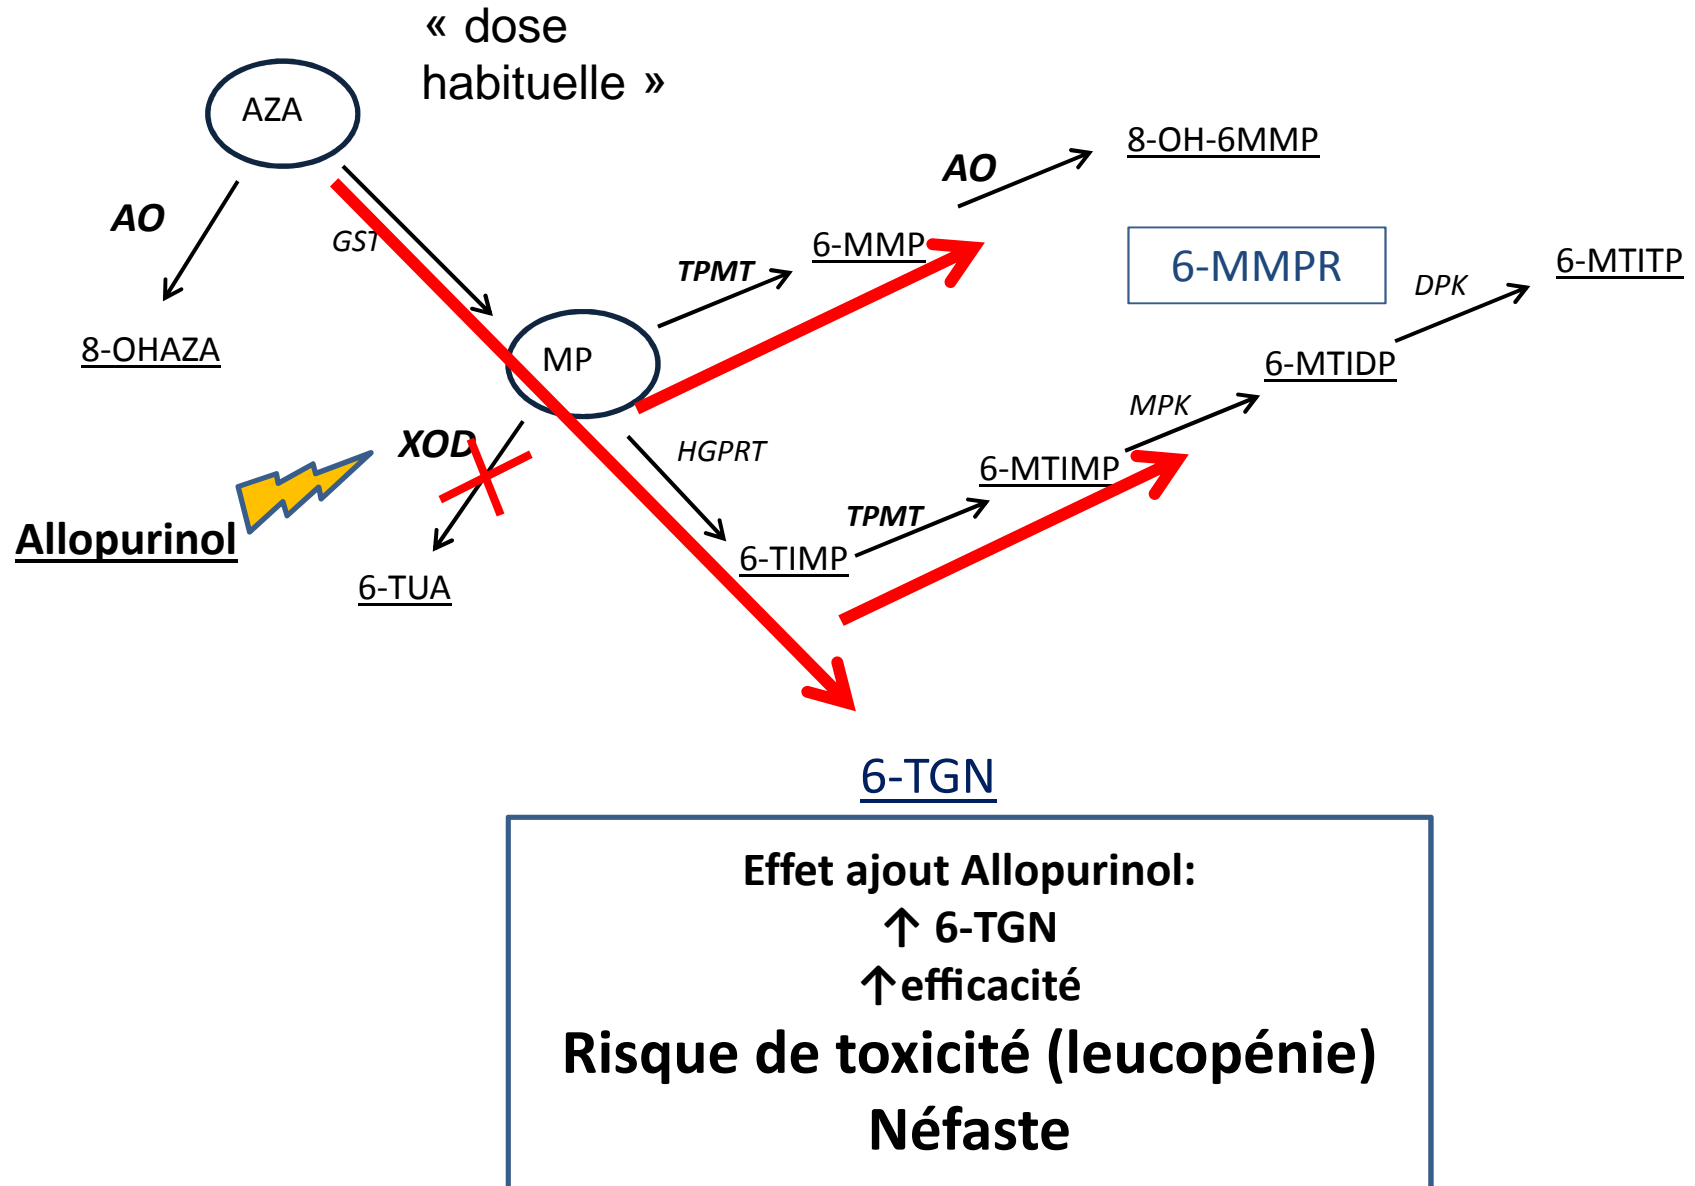 « dose
habituelle »
AZA
8-OH-6MMP
AO
AO
GST
6-MMP
6-MMPR
6-MTITP
TPMT
DPK
8-OHAZA
MP
6-MTIDP
MPK
XOD
HGPRT
6-MTIMP
Allopurinol
TPMT
6-TIMP
6-TUA
6-TGN
Effet ajout Allopurinol:
↑ 6-TGN
↑efficacité
Risque de toxicité (leucopénie)
Néfaste